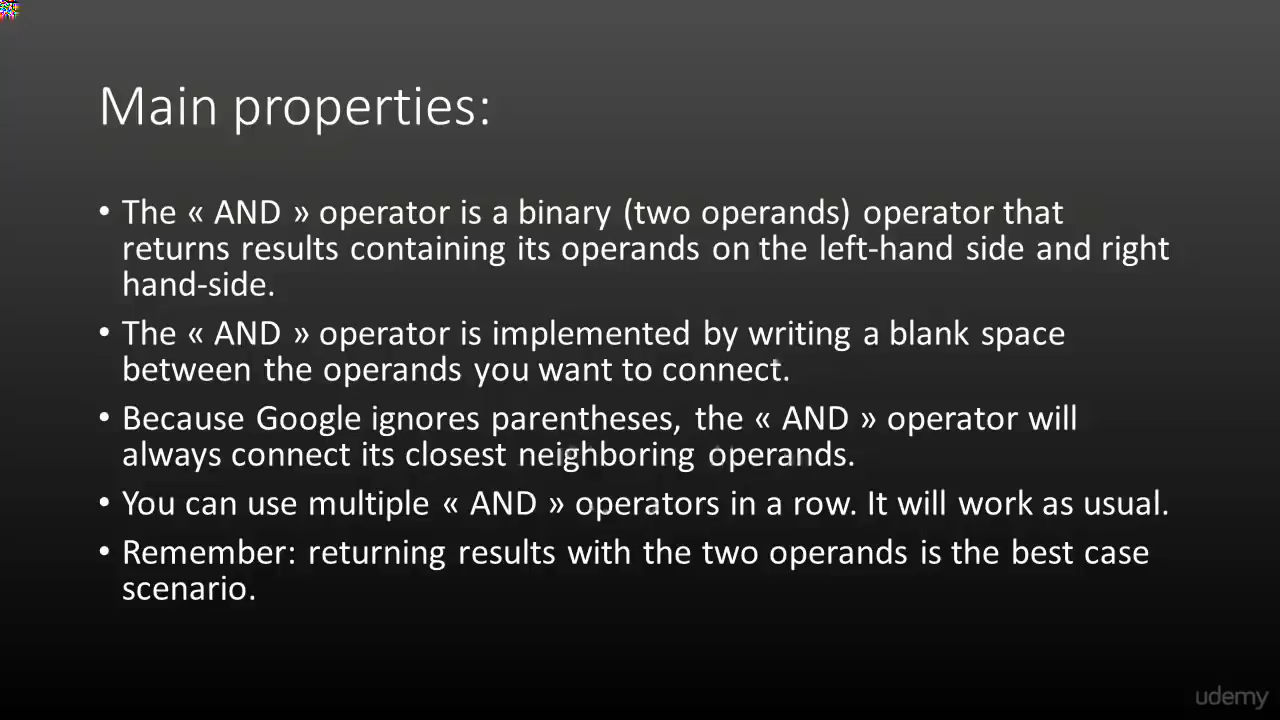 Main properties:
• The « AND » operator is a binary (two operands) operator that
returns results containing its operands on the left-hand side and right
hand-side.
• The « AND » operator is implemented by writing a blank space
between the operands you want to connect.
• Because Google ignores parentheses, the « AND » operator will
always connect its closest neighboring operands.
• You can use multiple « AND » operators in a row. It will work as usual.
• Remember: returning results with the two operands is the best case
scenario.
udemy